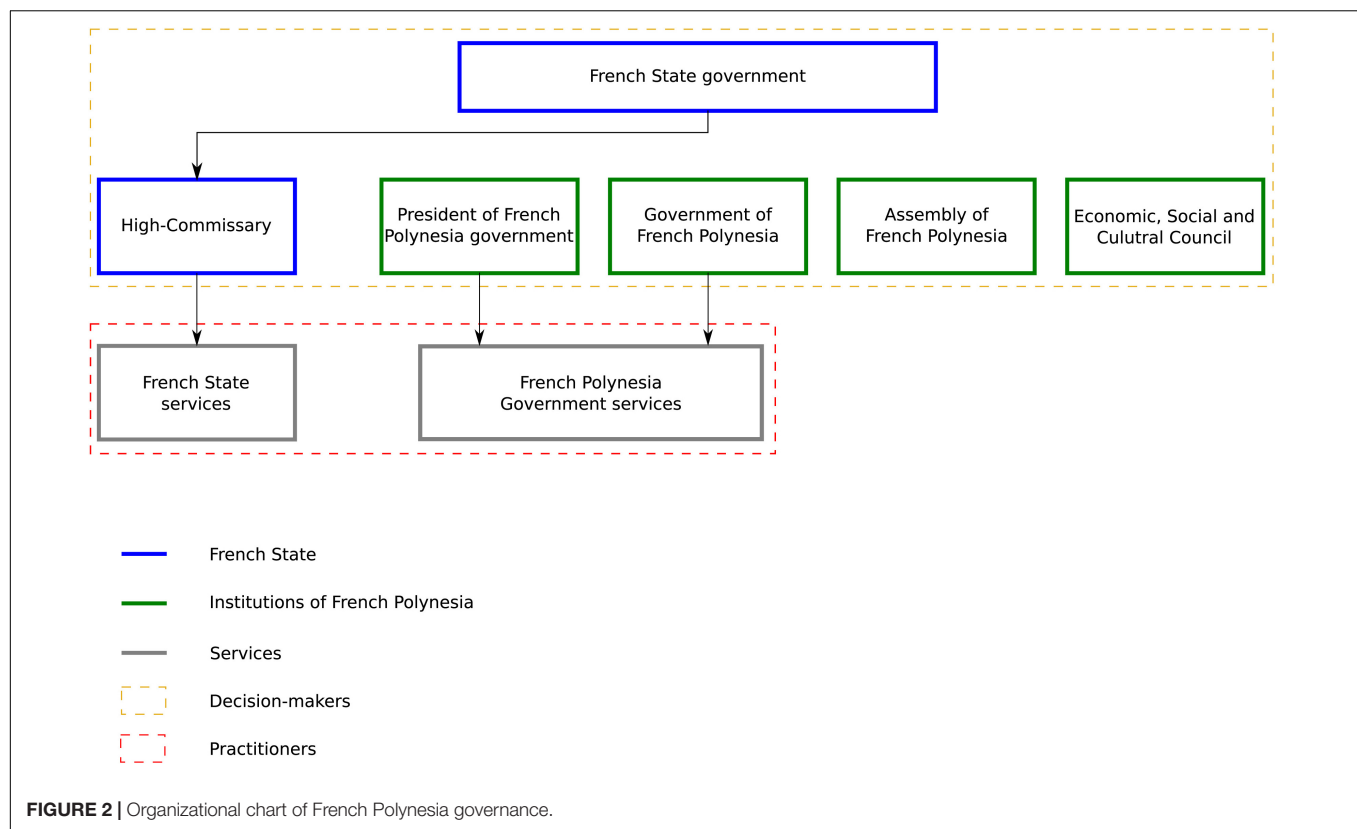 French State government
High-Commissary
President of French
Polynesia government
Government of
French Polynesia
Assembly of
French Polynesia
Economic, Social and
Culutral Council
French State
services
French Polynesia
Government services
French State
Institutions of French Polynesia
Services
Decision-makers
Practitioners
FIGURE 2 | Organizational chart of French Polynesia governance.